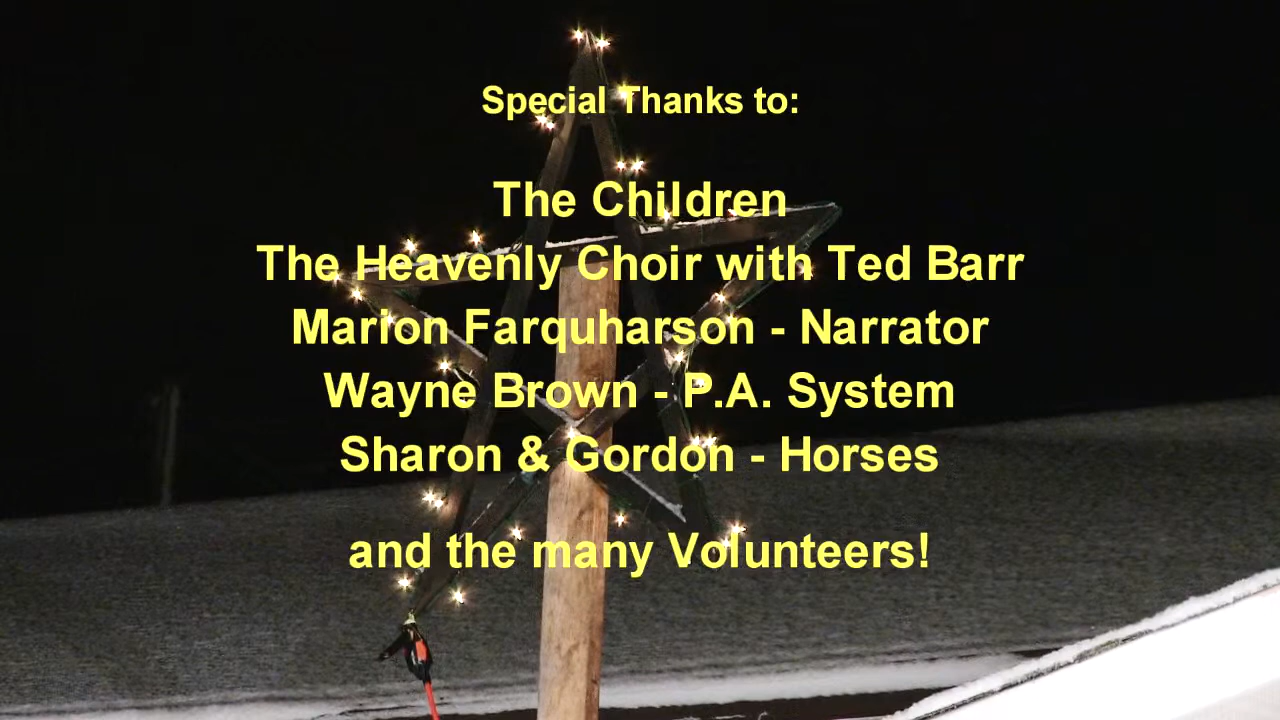 Special Thanks to:
The Children
The Heavenly Choir with Ted Barr
Marion Farquharson - Narrator
Wayne Brown - P.A. System
Sharon & Gordon - Horses
and the many Volunteers!